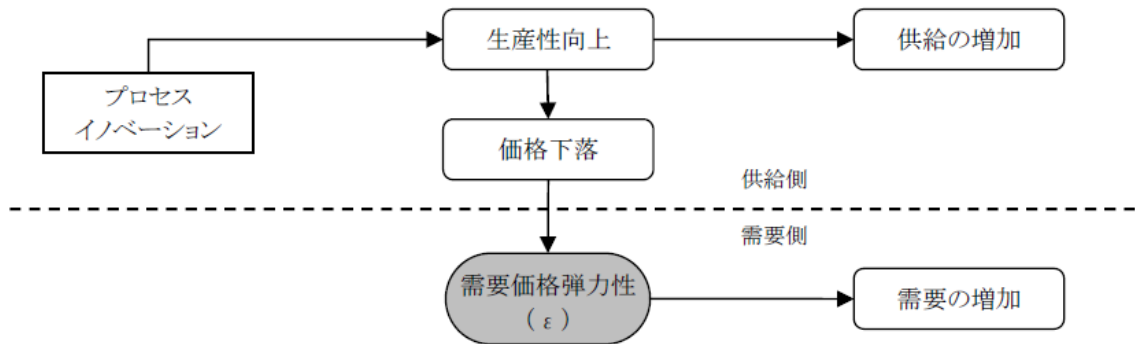 生産性向上
供給の増加
プロセス
イノベーション
価格下落
供給側
需要側
需要価格弾力性
（ε）
需要の増加